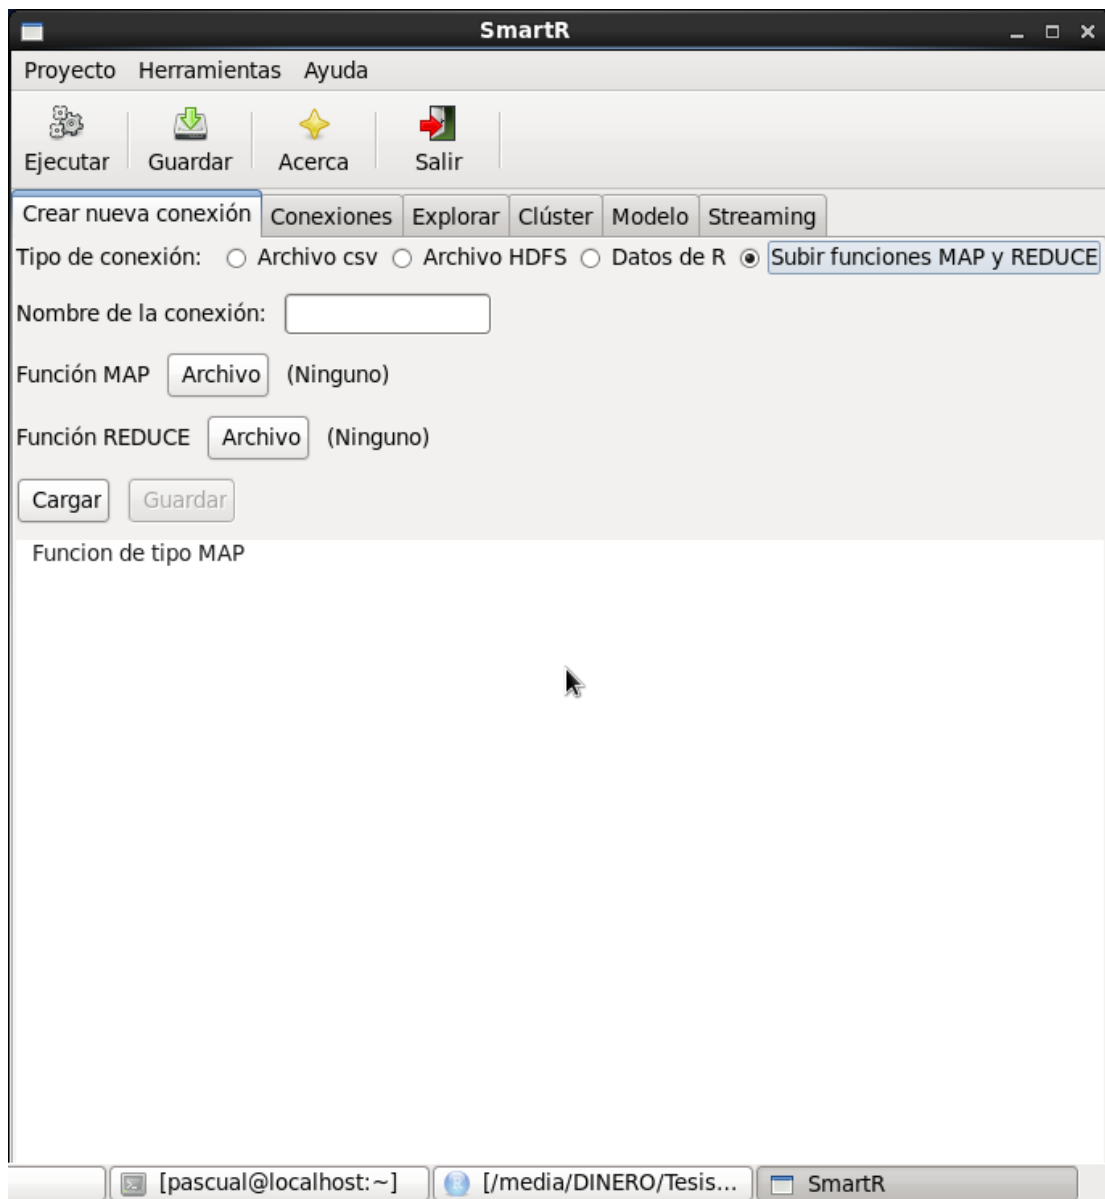 SmartR
Proyecto Herramientas Ayuda
Ejecutar Guardar Acerca Salir
Crear nueva conexión Conexiones Explorar Clúster Modelo Streaming
Tipo de conexión: Archivo csv Archivo HDFS Datos de R Subir funciones MAP y REDUCE
Nombre de la conexión:
Función MAP Archivo (Ninguno)
Función REDUCE Archivo (Ninguno)
Cargar Guardar
Funcion de tipo MAP
[pascual@localhost:~] [/media/DINERO/Tesis... SmartR